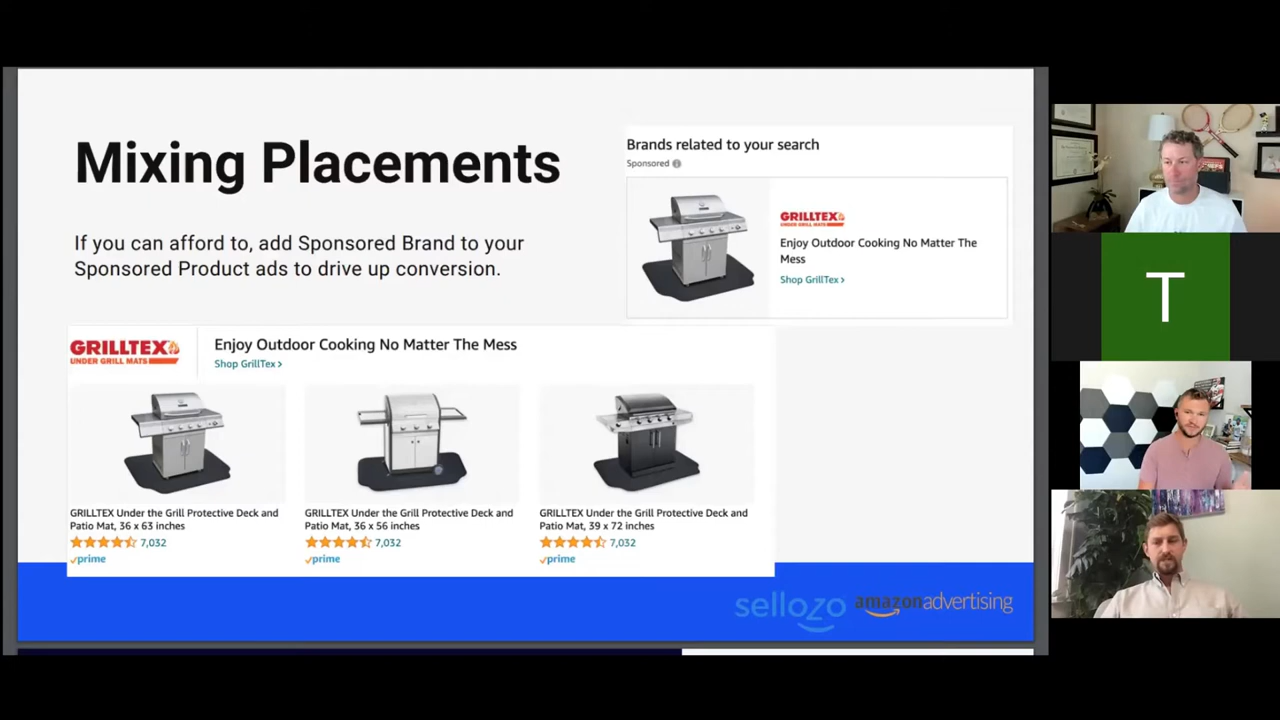 Mixing Placements
If you can afford to, add Sponsored Brand to your
Sponsored Product ads to drive up conversion.
Brands related to your search
Sponsored
GRILLTEX
UNDER GRILL MATS
Enjoy Outdoor Cooking No Matter The
Mess
Shop GrillTex ›
GRILLTEX
UNDER GRILL MATS
Enjoy Outdoor Cooking No Matter The Mess
Shop GrillTex ›
GRILLTEX Under the Grill Protective Deck and
Patio Mat, 36 x 63 inches
7,032
prime
GRILLTEX Under the Grill Protective Deck and
Patio Mat, 36 x 56 inches
7,032
prime
GRILLTEX Under the Grill Protective Deck and
Patio Mat, 39 x 72 inches
7,032
prime
sellozo
amazonadvertising
T